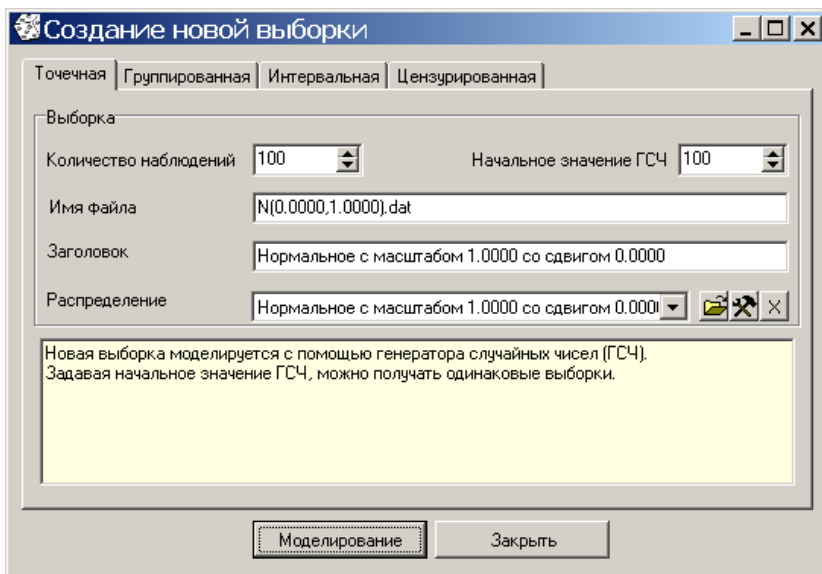 Создание новой выборки
Точечная Группированная Интервальная Цензурированная
Выборка
Количество наблюдений 100 Начальное значение ГСЧ 100
Имя файла N(0.0000,1.0000).dat
Заголовок Нормальное с масштабом 1.0000 со сдвигом 0.0000
Распределение Нормальное с масштабом 1.0000 со сдвигом 0.000
Новая выборка моделируется с помощью генератора случайных чисел (ГСЧ).
Задавая начальное значение ГСЧ, можно получать одинаковые выборки.
Моделирование Закрыть